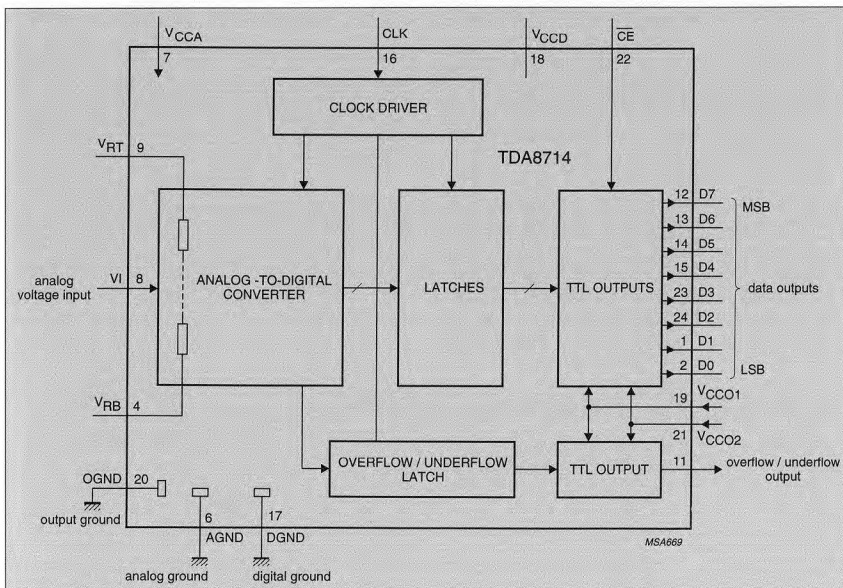 VCCA
CLK
VCCD
CE
7
16
18
22
CLOCK DRIVER
TDA8714
VRT
9
12 D7
MSB
13 D6
14 D5
15 D4
23 D3
24 D2
1 D1
2 D0
LSB
data outputs
analog
voltage input
VI 8
ANALOG -TO-DIGITAL
CONVERTER
LATCHES
TTL OUTPUTS
VRB
4
19
VCCO1
21
VCCO2
OVERFLOW / UNDERFLOW
LATCH
TTL OUTPUT
11
overflow / underflow
output
OGND 20
output ground
6
AGND
17
DGND
analog ground
digital ground
MSA669